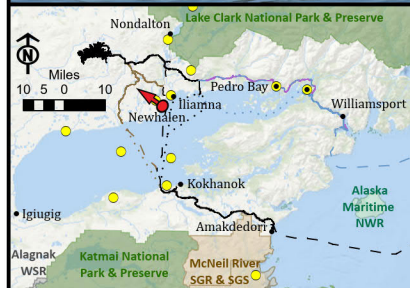 Lake Clark National Park & Preserve
Nondalton
N
Miles
10 5 0 10
Pedro Bay
Iliamna
Newhalen
Williamsport
Kokhanok
Igiugig
Amakdedori
Alaska
Maritime
NWR
Alagnak
WSR
Katmai National
Park & Preserve
McNeil River
SGR & SGS